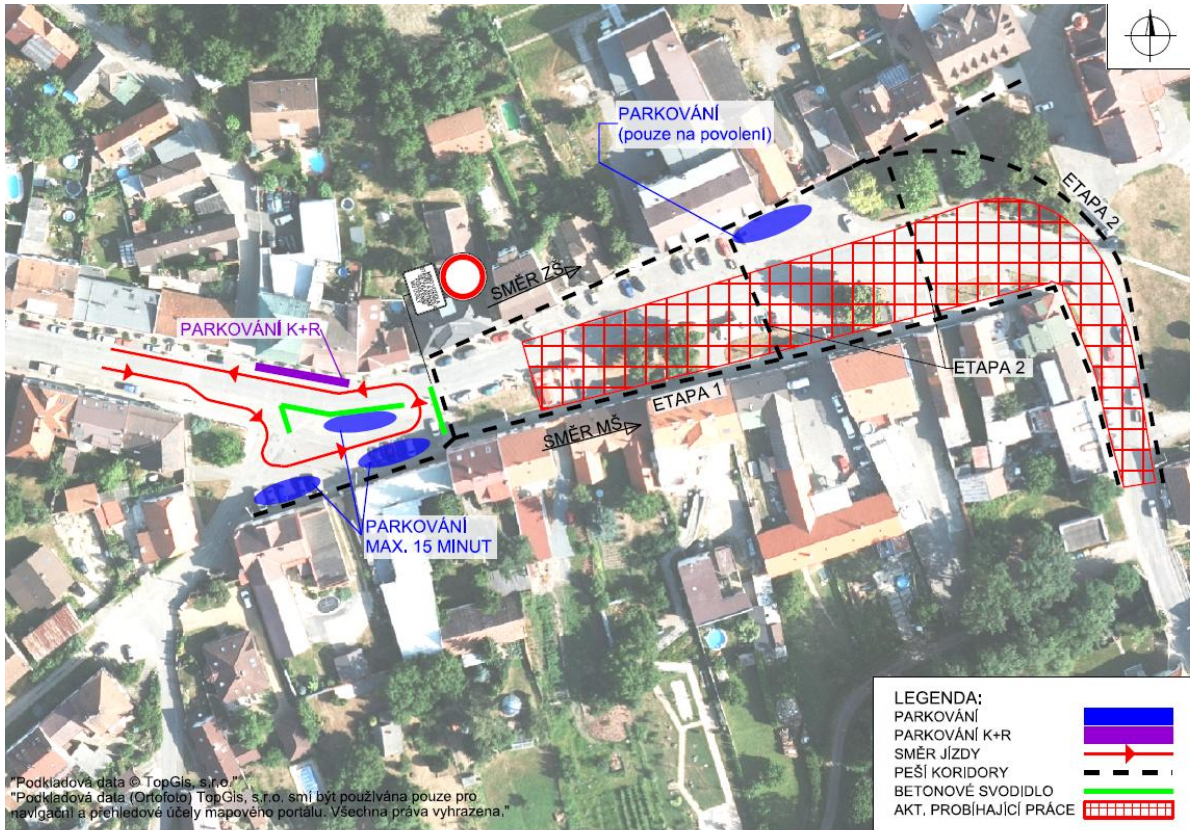 PARKOVÁNÍ
(pouze na povolení)
ETAPA 2
SMĚR ZŠ
PARKOVÁNÍ K+R
ETAPA 2
ETAPA 1
SMĚR MŠ
PARKOVÁNÍ
MAX. 15 MINUT
LEGENDA:
PARKOVÁNÍ
PARKOVÁNÍ K+R
SMĚR JÍZDY
PEŠÍ KORIDORY
BETONOVÉ SVODIDLO
AKT. PROBÍHAJÍCÍ PRÁCE
"Podkladová data © TopGis, s.r.o."
"Podkladová data (Ortofoto) TopGis, s.r.o. smí být používána pouze pro
navigační a přehledové účely mapového portálu. Všechna práva vyhrazena."